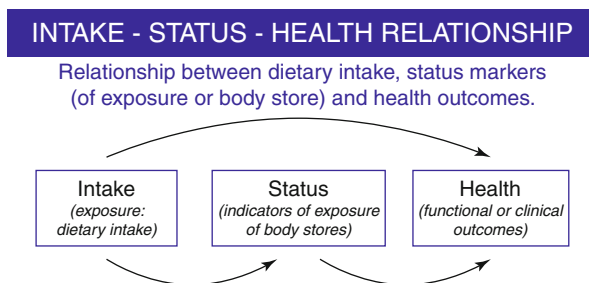 INTAKE - STATUS - HEALTH RELATIONSHIP
Relationship between dietary intake, status markers
(of exposure or body store) and health outcomes.
Intake
(exposure:
dietary intake)
Status
(indicators of exposure
of body stores)
Health
(functional or clinical
outcomes)